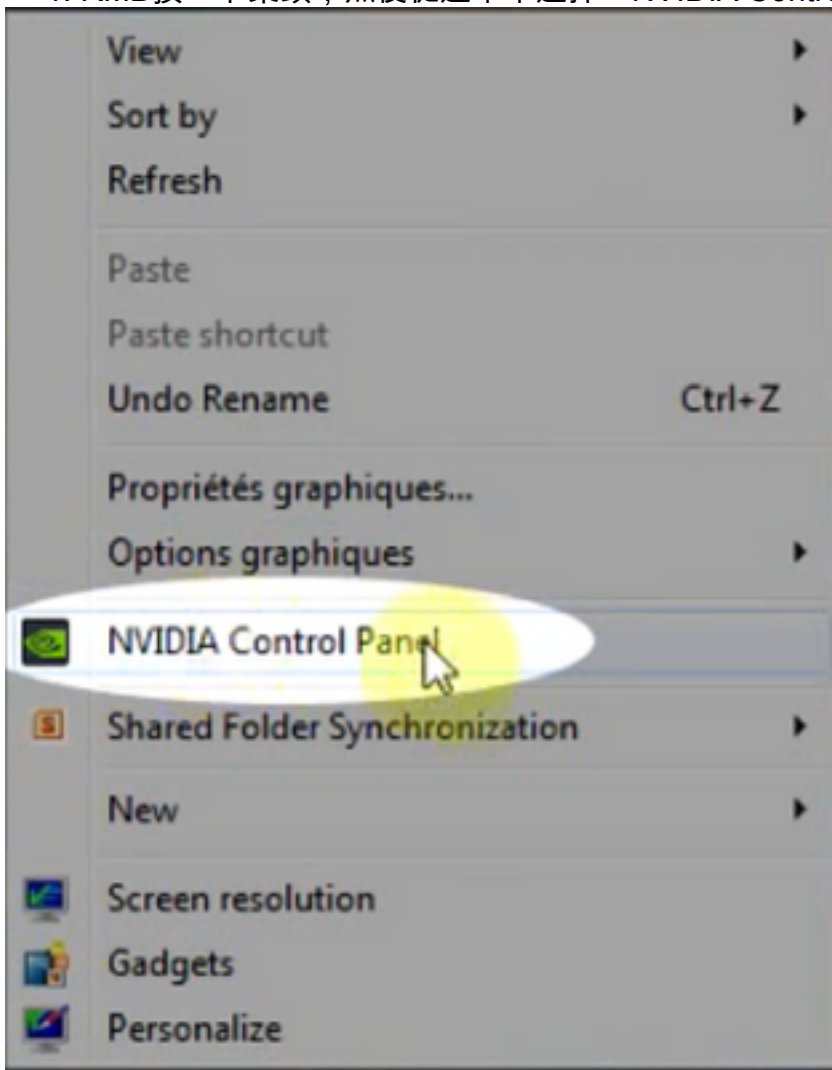 View
Sort by
Refresh
Paste
Paste shortcut
Undo Rename Ctrl+Z
Propriétés graphiques...
Options graphiques
NVIDIA Control Panel
Shared Folder Synchronization
New
Screen resolution
Gadgets
Personalize